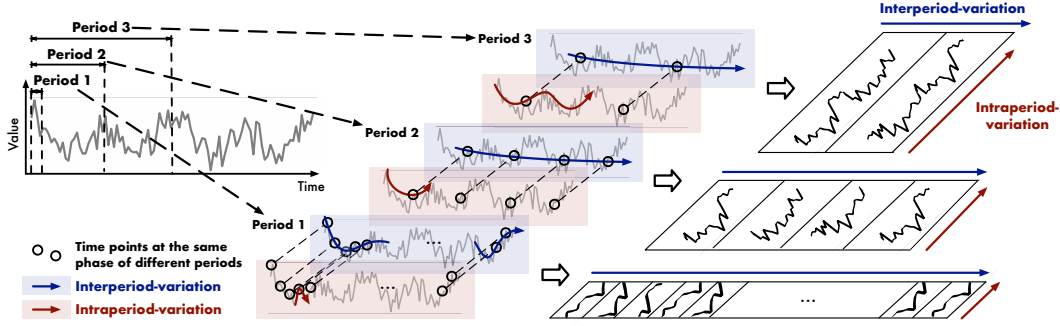 Interperiod-variation
Period 3
Period 3
Period 2
Period 1
Intraperiod-
variation
Value
Period 2
Time
Period 1
...
...
...
Time points at the same
phase of different periods
Interperiod-variation
Intraperiod-variation